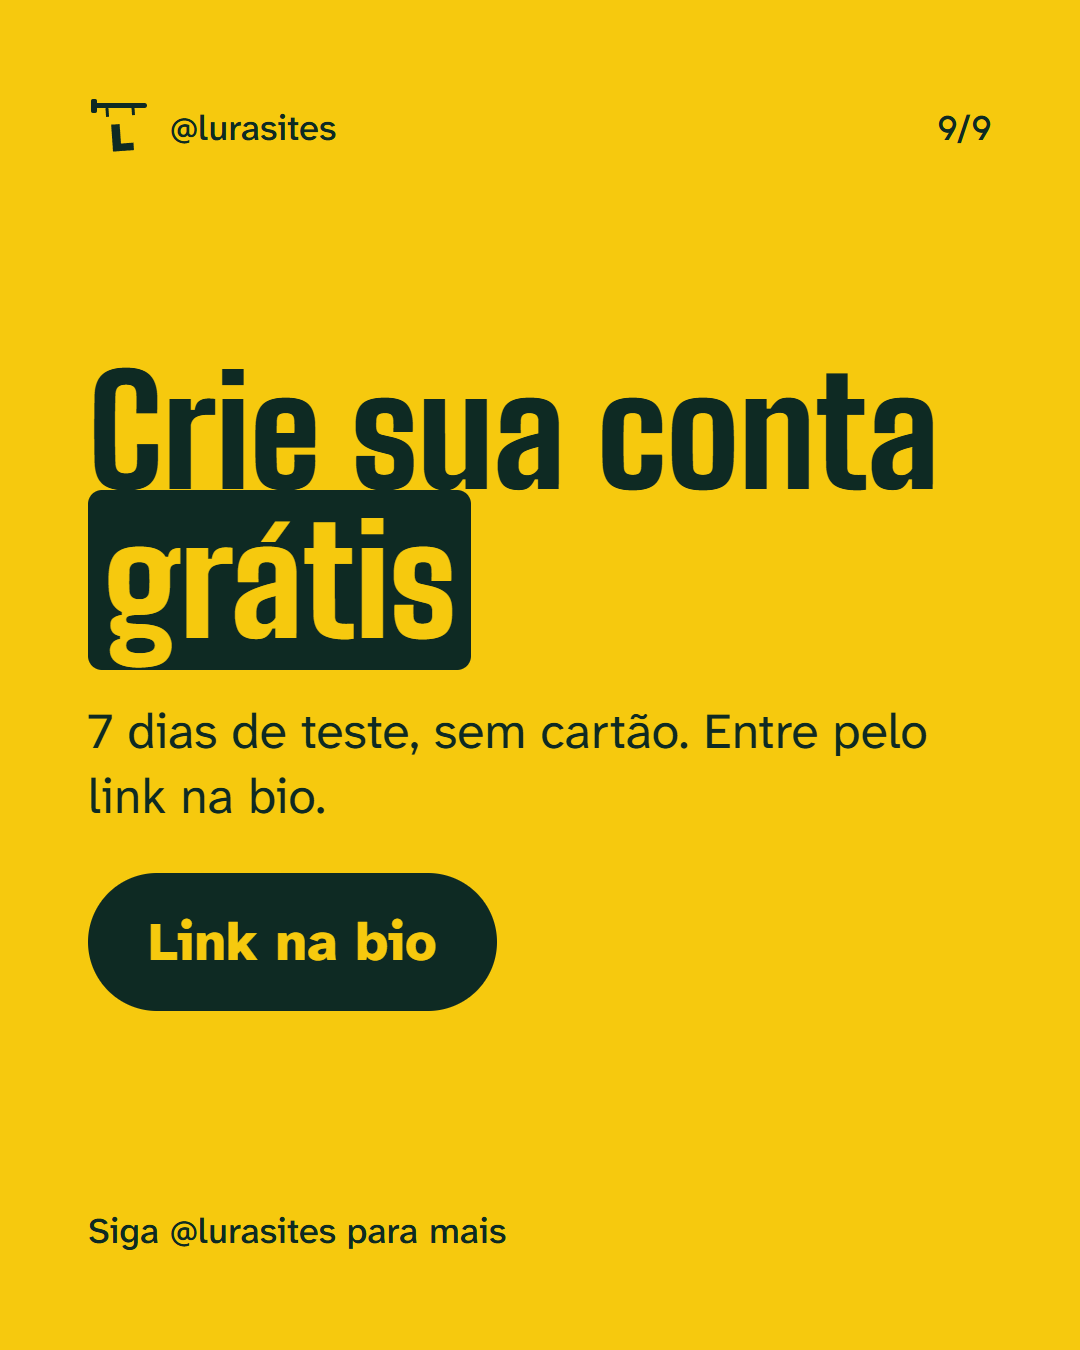 L
@lurasites
9/9
Crie sua conta
grátis
7 dias de teste, sem cartão. Entre pelo
link na bio.
Link na bio
Siga @lurasites para mais